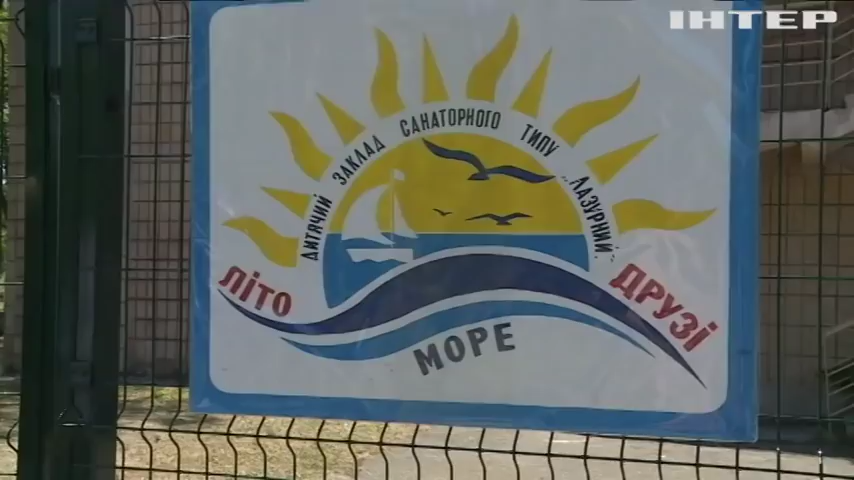 ІНТЕР
ДИТЯЧИЙ ЗАКЛАД САНАТОРНОГО ТИПУ „ЛАЗУРНИЙ"
ЛІТО
МОРЕ
ДРУЗІ